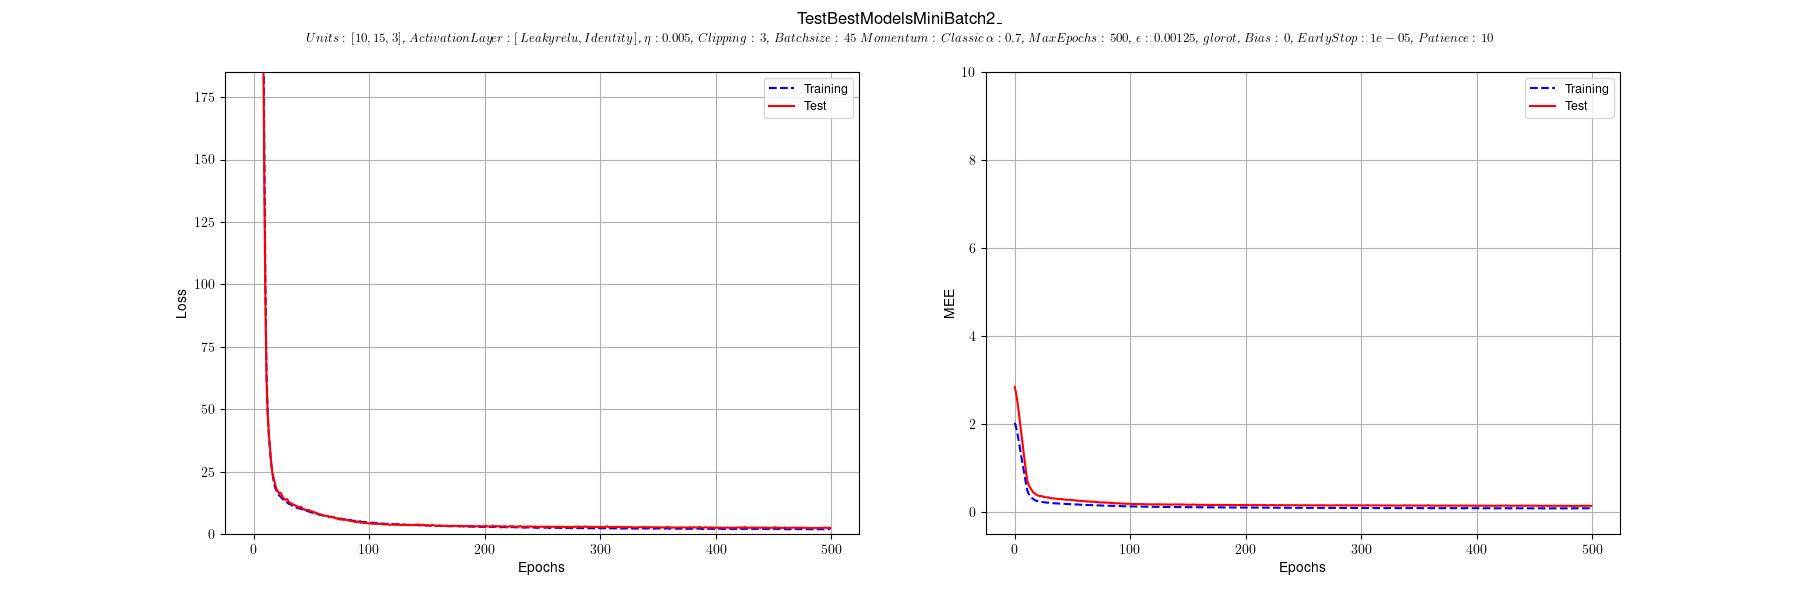 TestBestModelsMiniBatch2_
Units : [10, 15, 3], ActivationLayer : [ Leakyrelu, Identity], η : 0.005, Clipping : 3, Batchsize : 45 Momentum : Classic α : 0.7, MaxEpochs : 500, ϵ : 0.00125, glorot, Bias : 0, EarlyStop : 1e − 05, Patience : 10
Training
Test
175
150
125
100
75
50
25
0
Loss
0 100 200 300 400 500
Epochs
Training
Test
10
8
6
4
2
0
MEE
0 100 200 300 400 500
Epochs